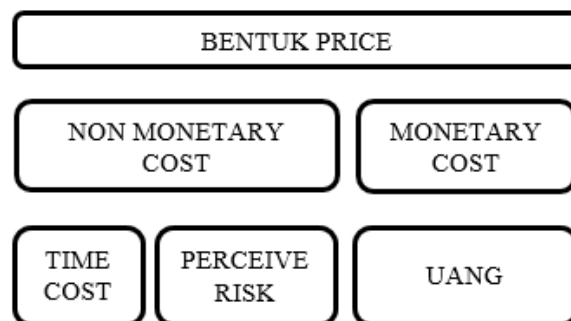 BENTUK PRICE
NON MONETARY
COST
MONETARY
COST
TIME
COST
PERCEIVE
RISK
UANG